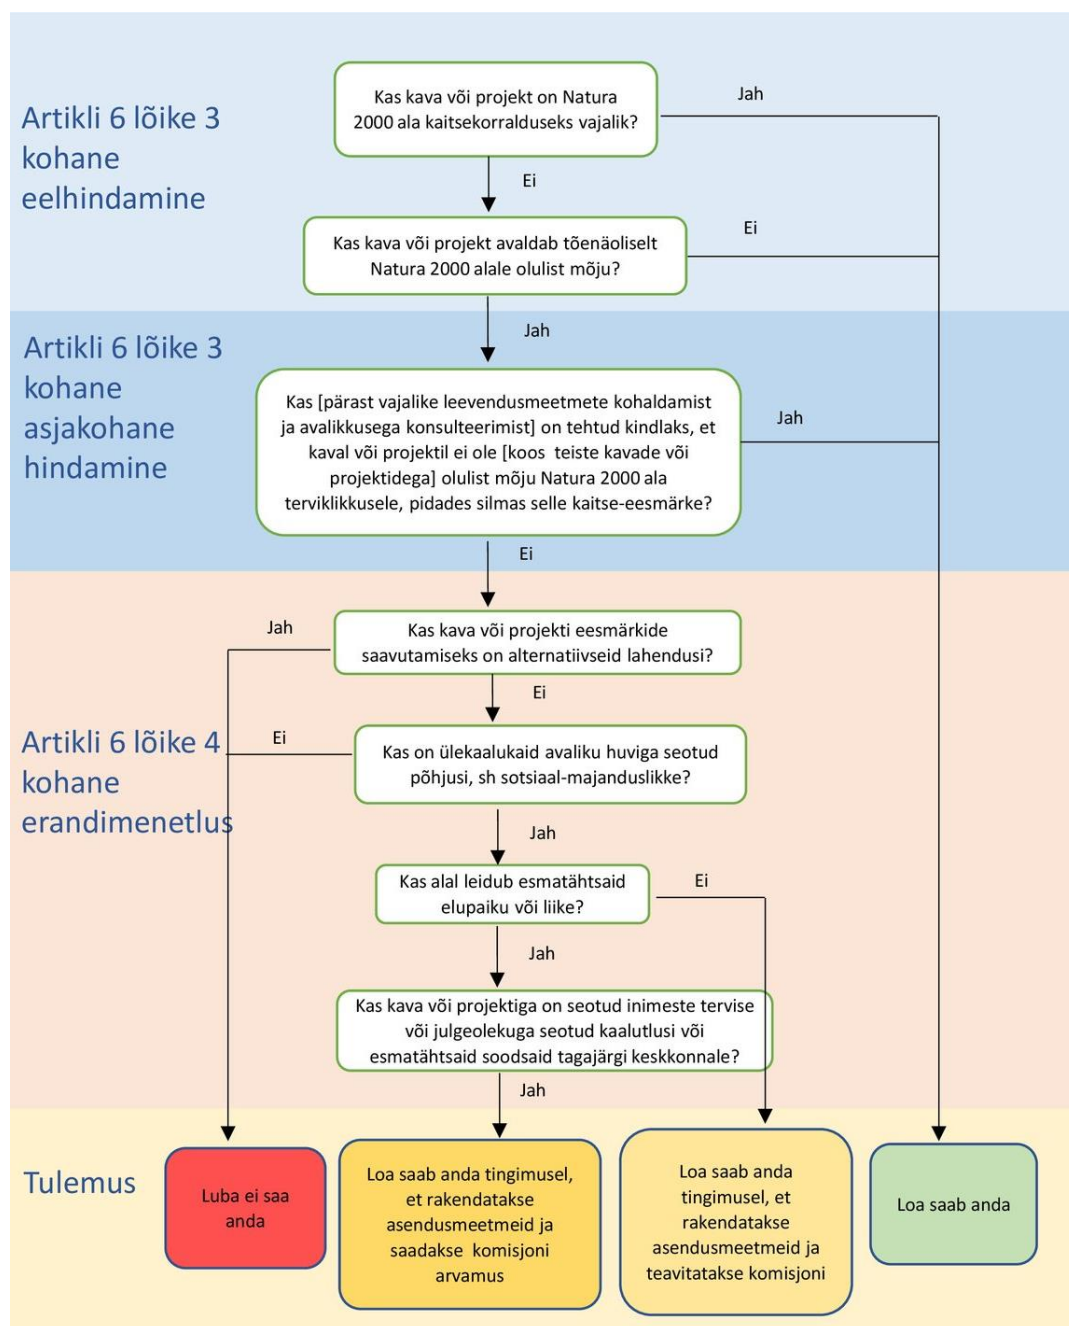 Artikli 6 lõike 3
kohane
eelhindamine
Kas kava või projekt on Natura
2000 ala kaitsekorralduseks vajalik?
Jah
Ei
Kas kava või projekt avaldab tõenäoliselt
Natura 2000 alale olulist mõju?
Ei
Jah
Artikli 6 lõike 3
kohane
asjakohane
hindamine
Kas [pärast vajalike leevendusmeetmete kohaldamist
ja avalikkusega konsulteerimist] on tehtud kindlaks, et
kaval või projektil ei ole [koos teiste kavade või
projektidega] olulist mõju Natura 2000 ala
terviklikkusele, pidades silmas selle kaitse-eesmärke?
Jah
Ei
Artikli 6 lõike 4
kohane
erandimenetlus
Kas kava või projekti eesmärkide
saavutamiseks on alternatiivseid lahendusi?
Jah
Ei
Kas on ülekaalukaid avaliku huviga seotud
põhjusi, sh sotsiaal-majanduslikke?
Ei
Jah
Kas alal leidub esmatähtsaid
elupaiku või liike?
Ei
Jah
Kas kava või projektiga on seotud inimeste tervise
või julgeolekuga seotud kaalutlusi või
esmatähtsaid soodsaid tagajärgi keskkonnale?
Jah
Tulemus
Luba ei saa
anda
Loa saab anda tingimusel,
et rakendatakse
asendusmeetmeid ja
saadakse komisjoni
arvamus
Loa saab anda
tingimusel, et
rakendatakse
asendusmeetmeid ja
teavitatakse komisjoni
Loa saab anda